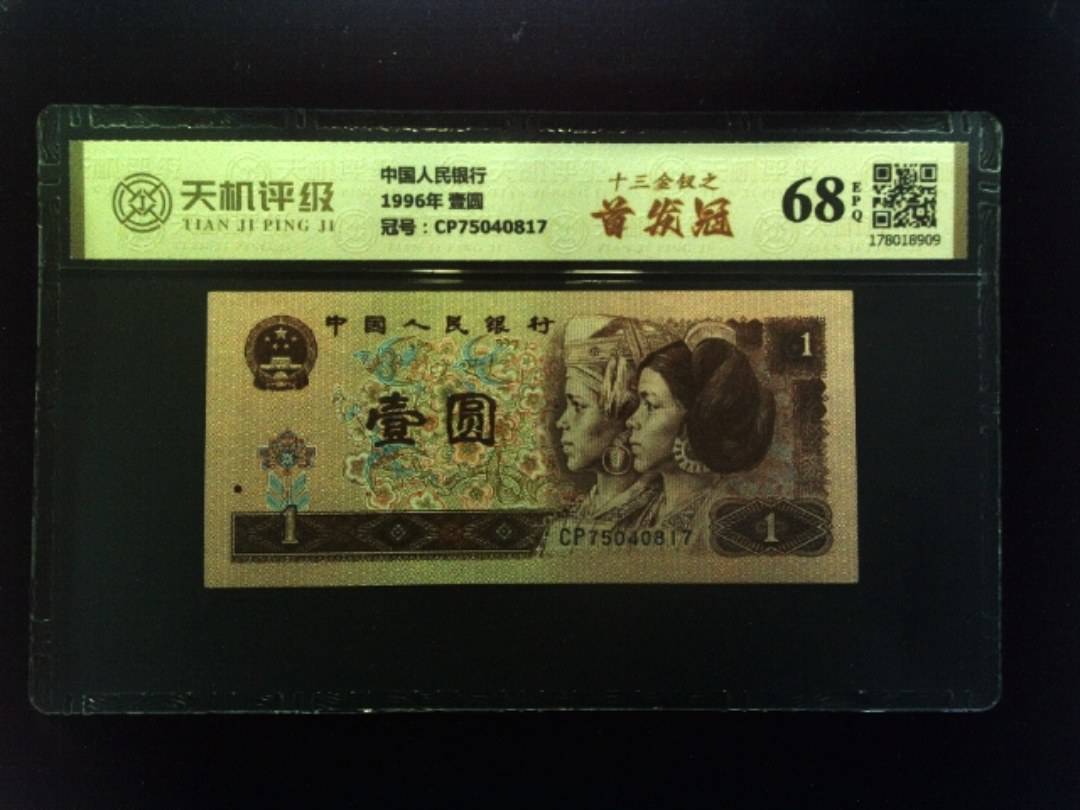 天机评级
TIAN JI PING JI
中国人民银行
1996年 壹圆
冠号：CP75040817
十三金钗之
首发冠
68
EPQ
178018909
中国人民银行
1
壹圆
1
CP75040817
1